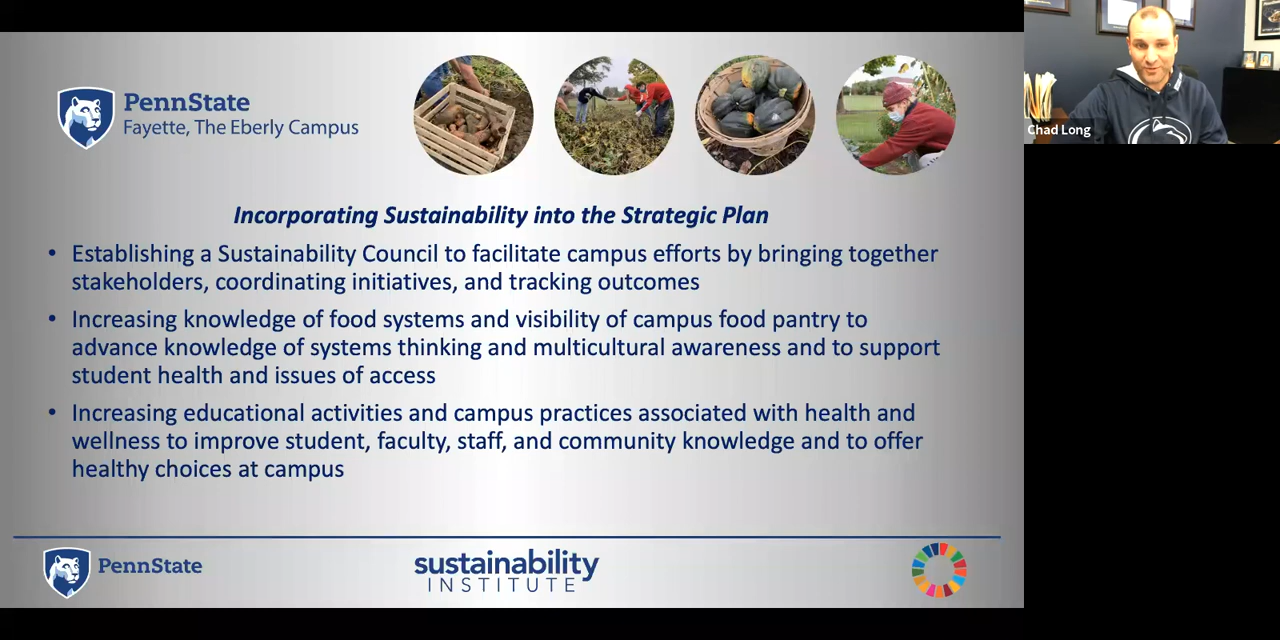 PennState
Fayette, The Eberly Campus
Chad Long
Incorporating Sustainability into the Strategic Plan
• Establishing a Sustainability Council to facilitate campus efforts by bringing together
stakeholders, coordinating initiatives, and tracking outcomes
• Increasing knowledge of food systems and visibility of campus food pantry to
advance knowledge of systems thinking and multicultural awareness and to support
student health and issues of access
• Increasing educational activities and campus practices associated with health and
wellness to improve student, faculty, staff, and community knowledge and to offer
healthy choices at campus
PennState
sustainability
INSTITUTE